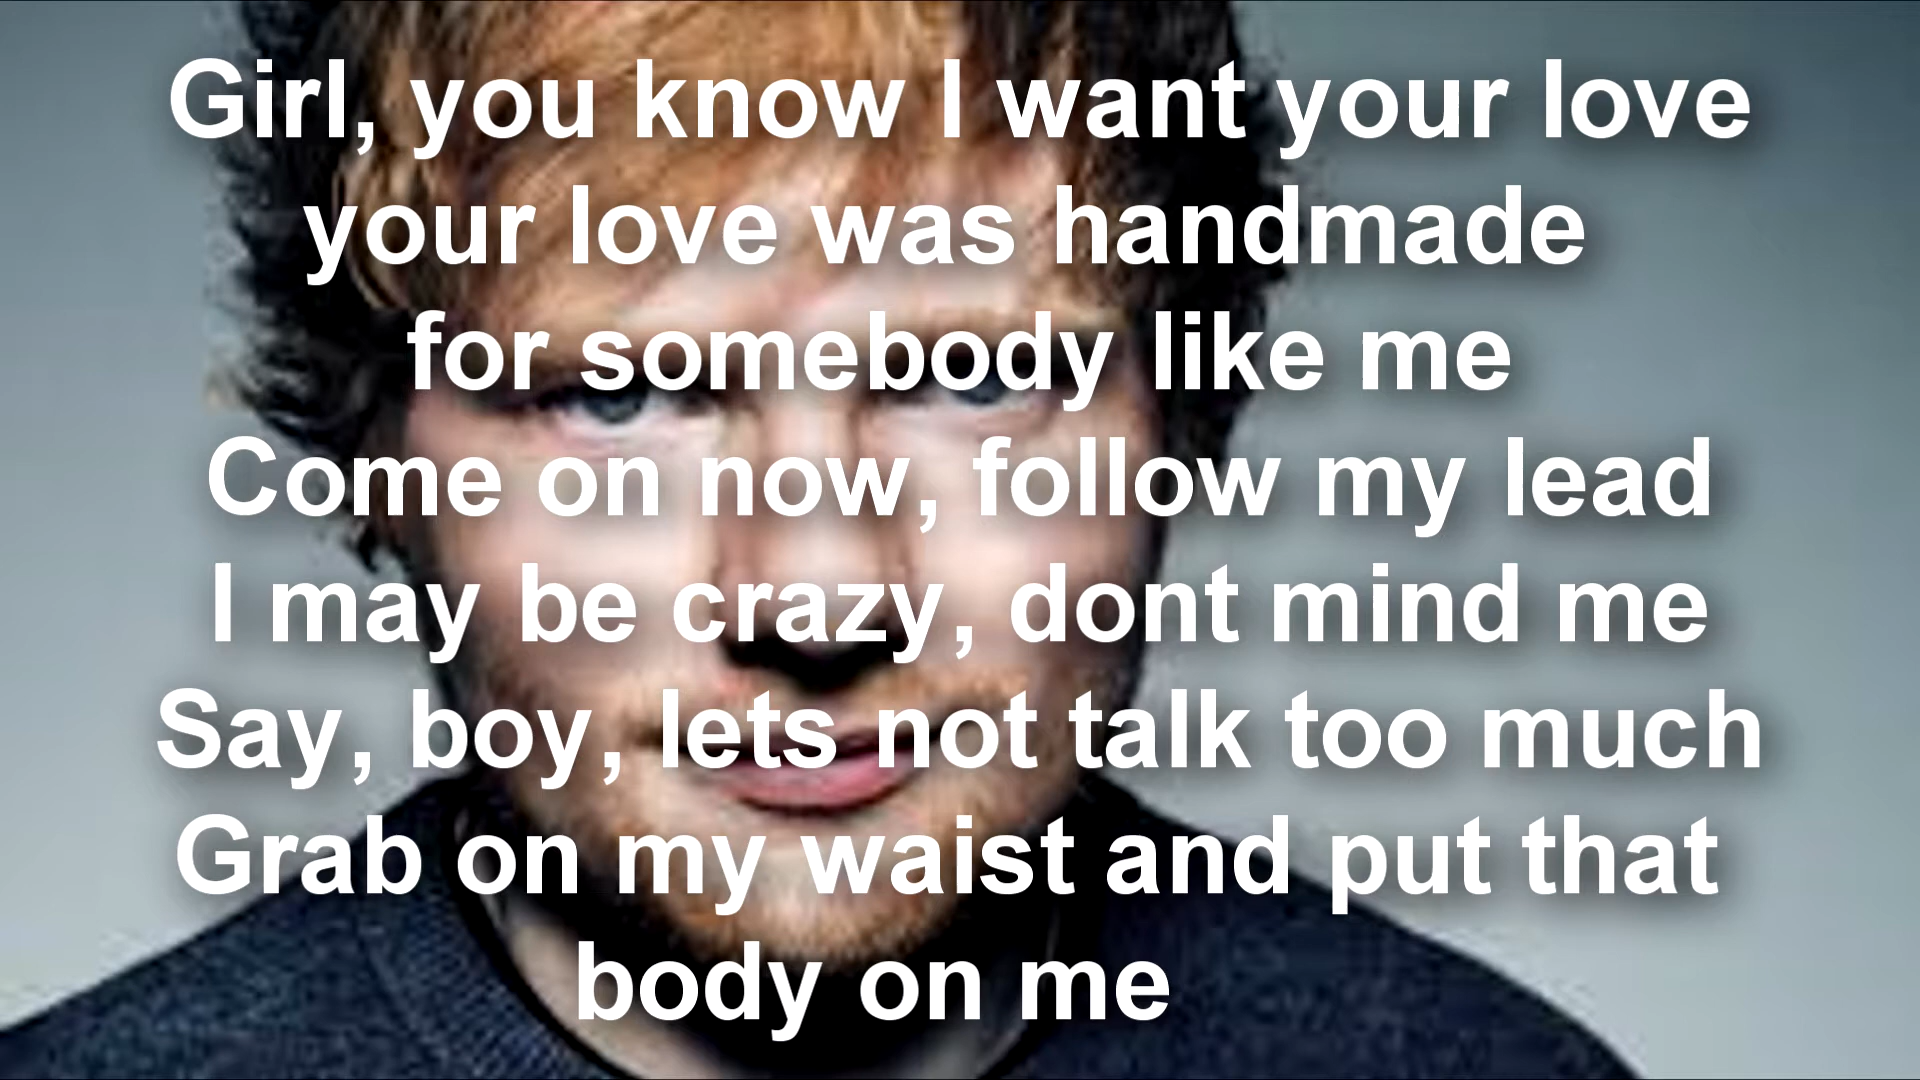 Girl, you know I want your love
your love was handmade
for somebody like me
Come on now, follow my lead
I may be crazy, dont mind me
Say, boy, lets not talk too much
Grab on my waist and put that
body on me